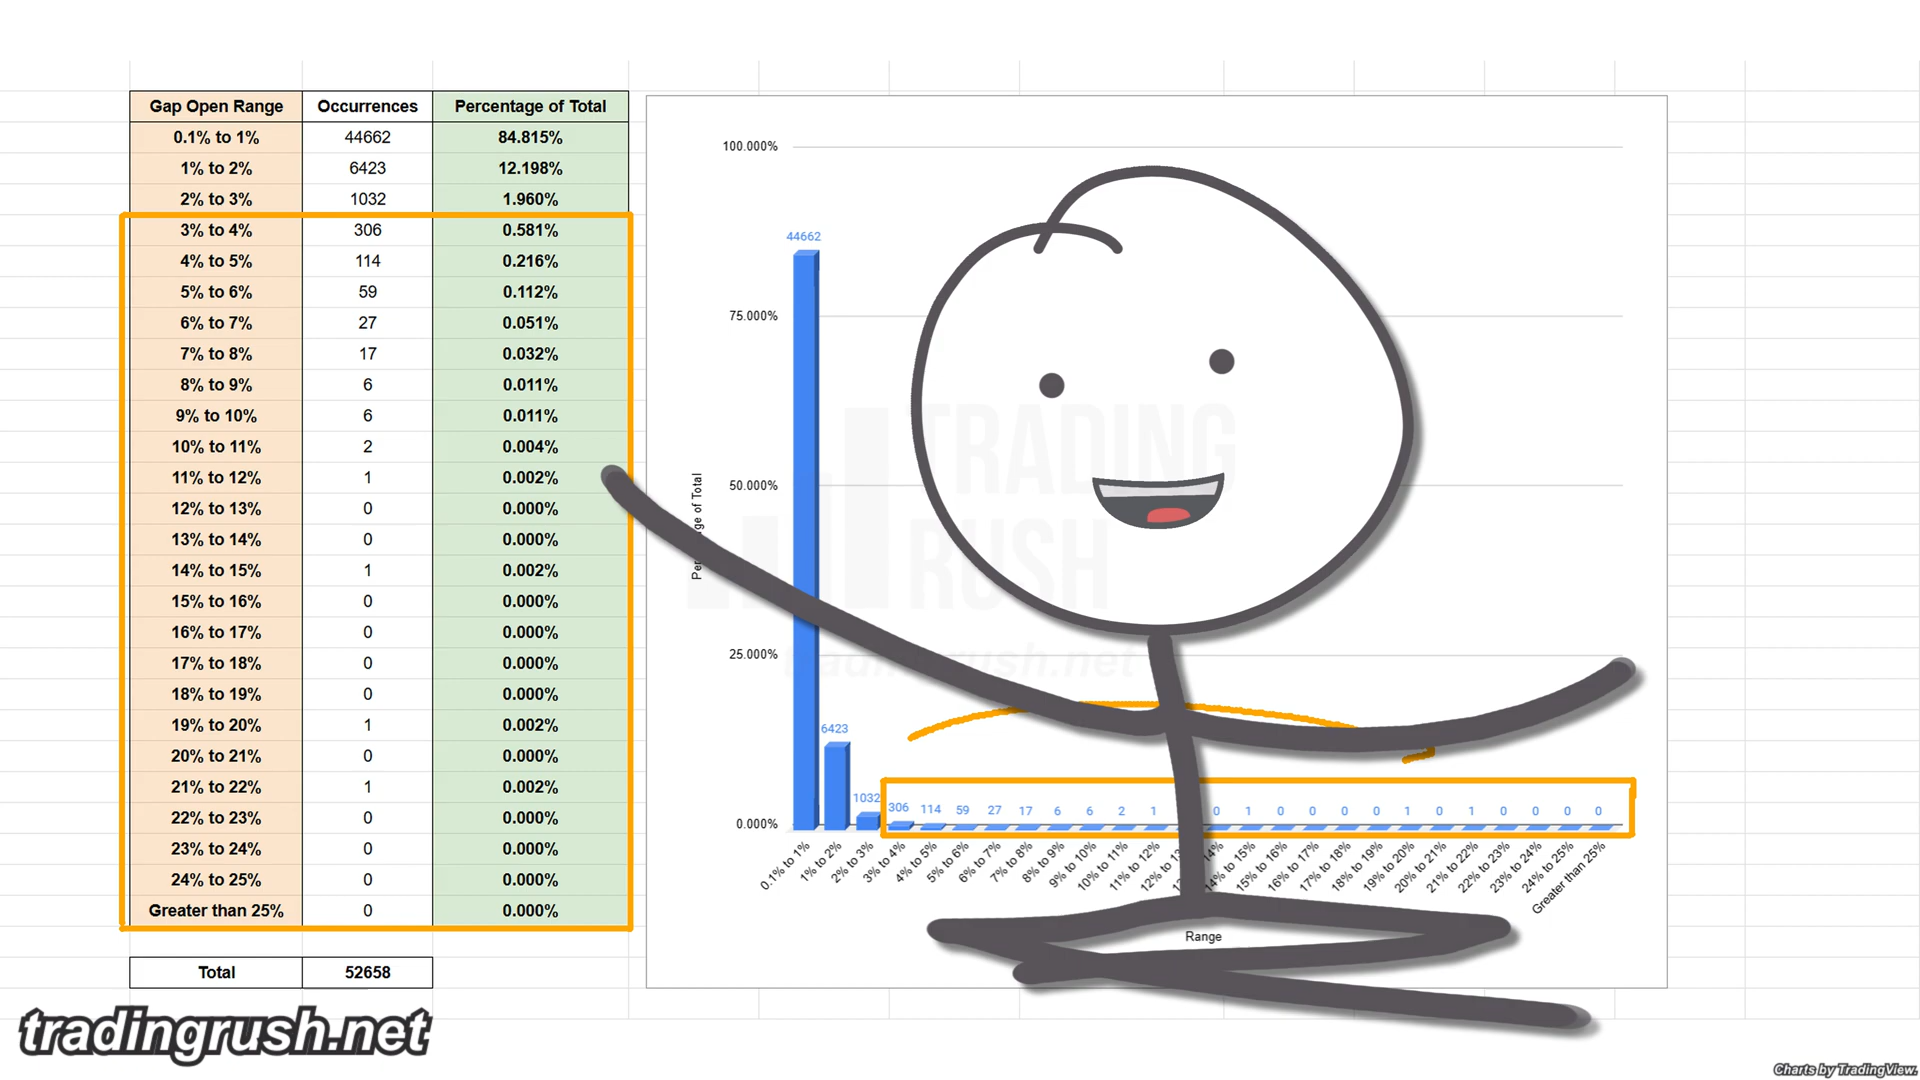 Gap Open Range Occurrences Percentage of Total
0.1% to 1% 44662 84.815%
1% to 2% 6423 12.198%
2% to 3% 1032 1.960%
3% to 4% 306 0.581%
4% to 5% 114 0.216%
5% to 6% 59 0.112%
6% to 7% 27 0.051%
7% to 8% 17 0.032%
8% to 9% 6 0.011%
9% to 10% 6 0.011%
10% to 11% 2 0.004%
11% to 12% 1 0.002%
12% to 13% 0 0.000%
13% to 14% 0 0.000%
14% to 15% 1 0.002%
15% to 16% 0 0.000%
16% to 17% 0 0.000%
17% to 18% 0 0.000%
18% to 19% 0 0.000%
19% to 20% 1 0.002%
20% to 21% 0 0.000%
21% to 22% 1 0.002%
22% to 23% 0 0.000%
23% to 24% 0 0.000%
24% to 25% 0 0.000%
Greater than 25% 0 0.000%
Total 52658
100.000%
75.000%
50.000%
25.000%
0.000%
of Total
44662
6423
1032 306 114 59 27 17 6 6 2 1 0 1 0 0 0 0 1 0 1 0 0 0 0
0.1% to 1% 1% to 2% 2% to 3% 3% to 4% 4% to 5% 5% to 6% 6% to 7% 7% to 8% 8% to 9% 9% to 10% 10% to 11% 11% to 12% 12% to 14% 14% to 15% 15% to 16% 16% to 17% 17% to 18% 18% to 19% 19% to 20% 20% to 21% 21% to 22% 22% to 23% 23% to 24% 24% to 25% Greater than 25%
Range
TRADING
RUSH
tradingrush.net
tradingrush.net
Charts by TradingView.